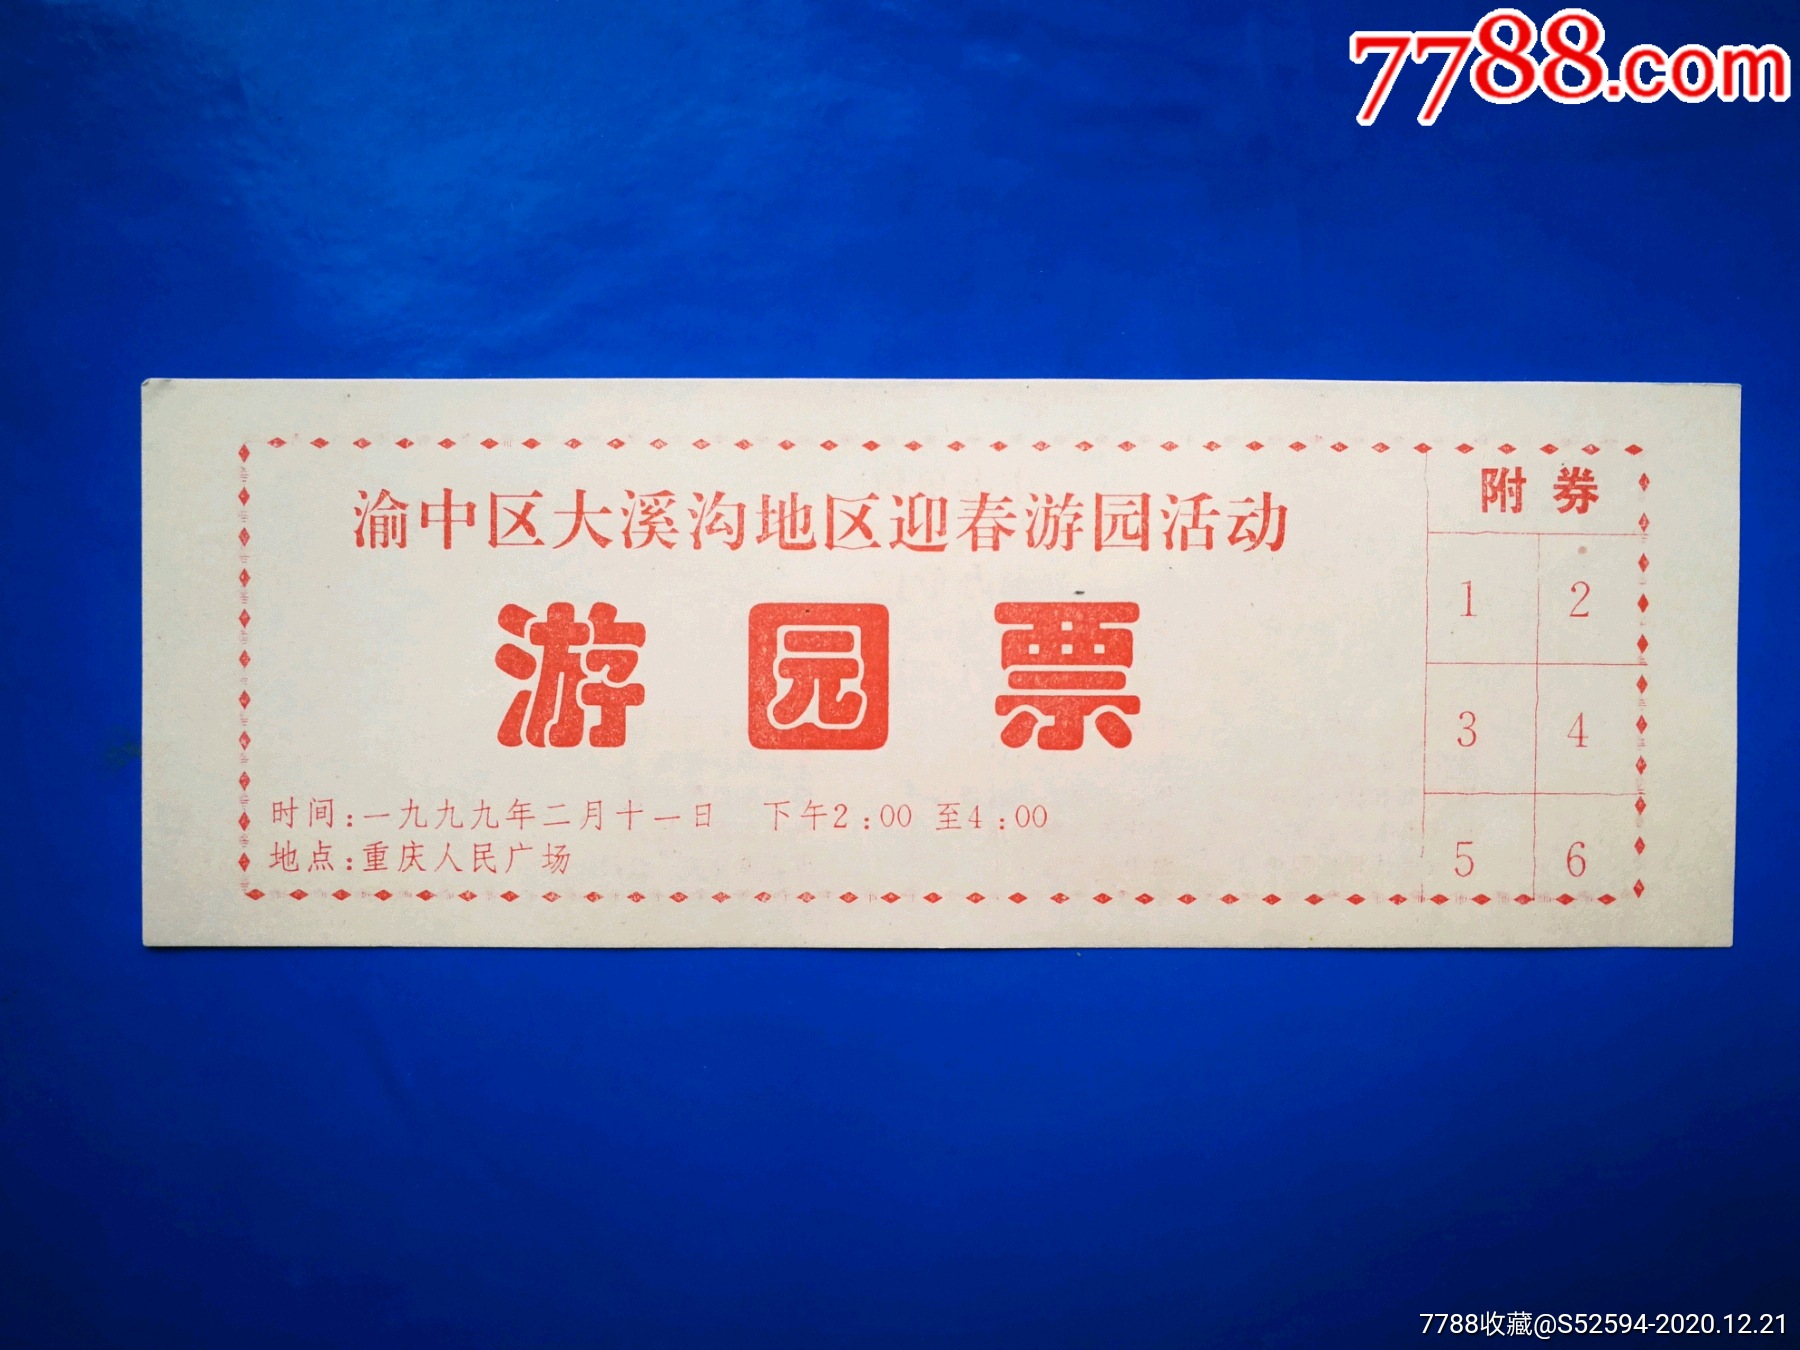 7788.com
渝中区大溪沟地区迎春游园活动
游园票
时间:一九九九年二月十一日 下午2:00 至4:00
地点:重庆人民广场
附券
1 2
3 4
5 6
7788收藏@S52594-2020.12.21